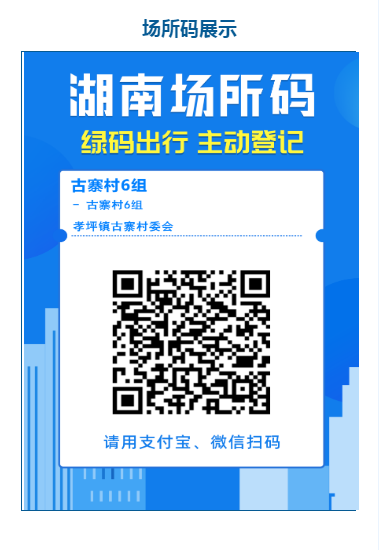 场所码展示
湖南场所码
绿码出行 主动登记
古寨村6组
- 古寨村6组
孝坪镇古寨村委会
请用支付宝、微信扫码